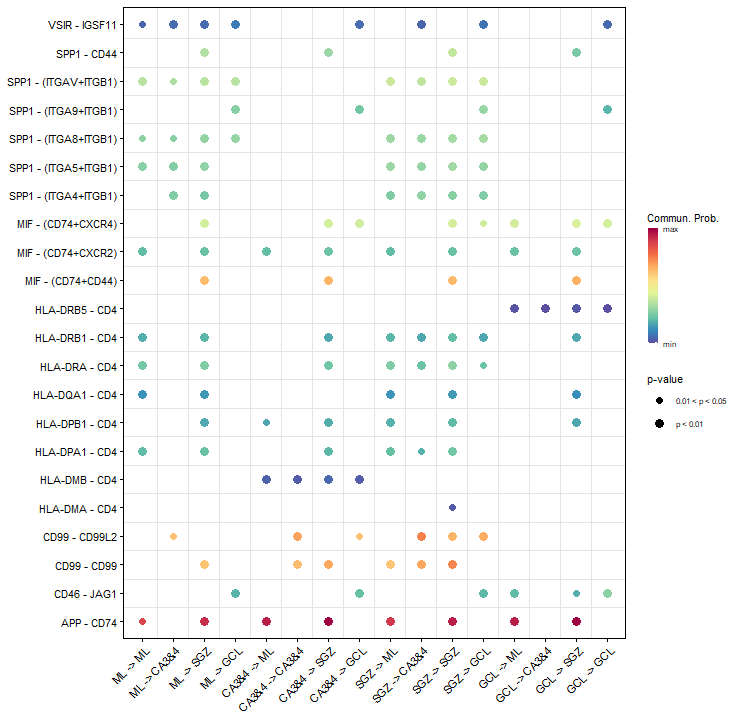 VSIR - IGSF11
SPP1 - CD44
SPP1 - (ITGAV+ITGB1)
SPP1 - (ITGA9+ITGB1)
SPP1 - (ITGA8+ITGB1)
SPP1 - (ITGA5+ITGB1)
SPP1 - (ITGA4+ITGB1)
MIF - (CD74+CXCR4)
MIF - (CD74+CXCR2)
MIF - (CD74+CD44)
HLA-DRB5 - CD4
HLA-DRB1 - CD4
HLA-DRA - CD4
HLA-DQA1 - CD4
HLA-DPB1 - CD4
HLA-DPA1 - CD4
HLA-DMB - CD4
HLA-DMA - CD4
CD99 - CD99L2
CD99 - CD99
CD46 - JAG1
APP - CD74
ML -> ML
ML -> CA3&4
ML -> SGZ
ML -> GCL
CA3&4 -> ML
CA3&4 -> CA3&4
CA3&4 -> SGZ
CA3&4 -> GCL
SGZ -> ML
SGZ -> CA3&4
SGZ -> SGZ
SGZ -> GCL
GCL -> ML
GCL -> CA3&4
GCL -> SGZ
GCL -> GCL
Commun. Prob.
max
min
p-value
0.01 < p < 0.05
p < 0.01